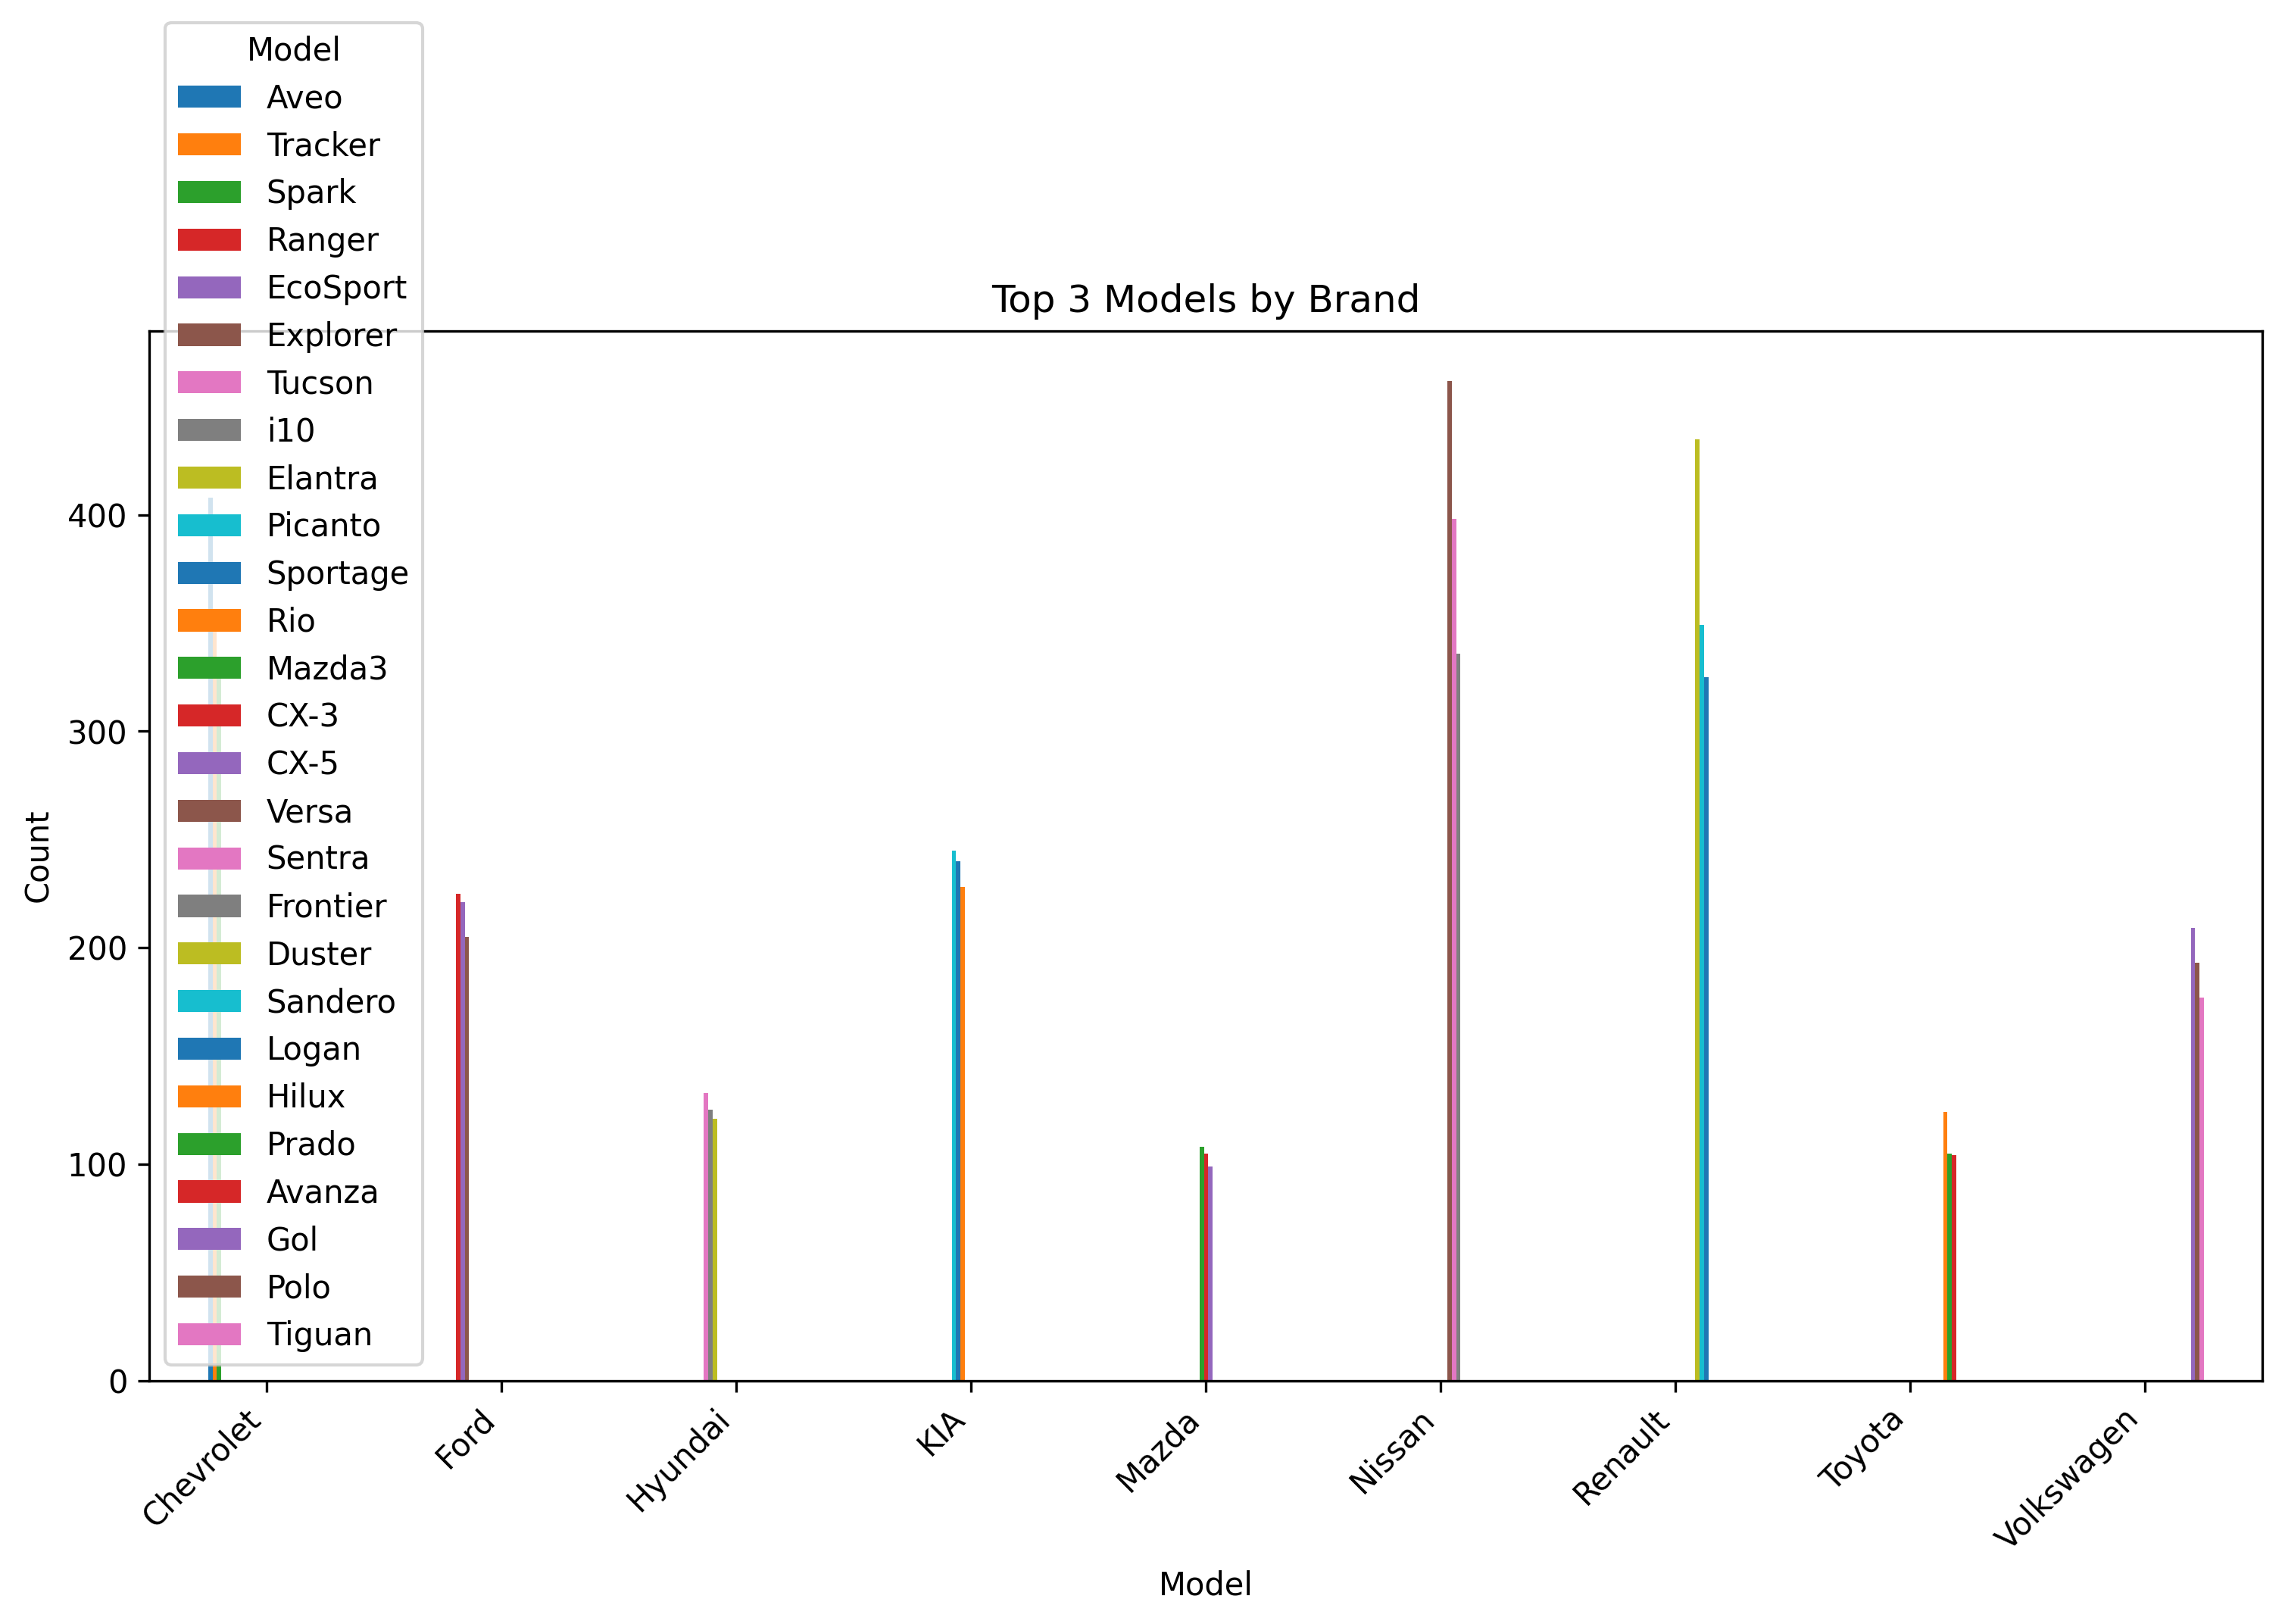 Model
Aveo
Tracker
Spark
Ranger
EcoSport
Explorer
Tucson
i10
Elantra
Picanto
Sportage
Rio
Mazda3
CX-3
CX-5
Versa
Sentra
Frontier
Duster
Sandero
Logan
Hilux
Prado
Avanza
Gol
Polo
Tiguan
Top 3 Models by Brand
400
300
200
100
0
Count
Chevrolet
Ford
Hyundai
KIA
Mazda
Nissan
Renault
Toyota
Volkswagen
Model